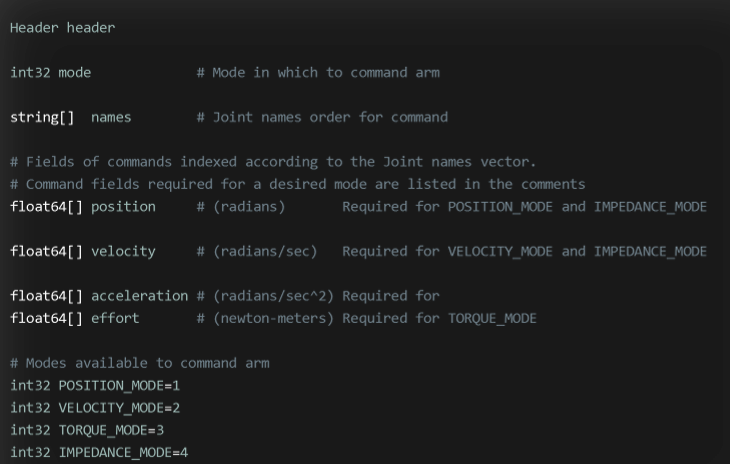 Header header
int32 mode # Mode in which to command arm
string[] names # Joint names order for command
# Fields of commands indexed according to the Joint names vector.
# Command fields required for a desired mode are listed in the comments
float64[] position # (radians) Required for POSITION_MODE and IMPEDANCE_MODE
float64[] velocity # (radians/sec) Required for VELOCITY_MODE and IMPEDANCE_MODE
float64[] acceleration # (radians/sec^2) Required for
float64[] effort # (newton-meters) Required for TORQUE_MODE
# Modes available to command arm
int32 POSITION_MODE=1
int32 VELOCITY_MODE=2
int32 TORQUE_MODE=3
int32 IMPEDANCE_MODE=4